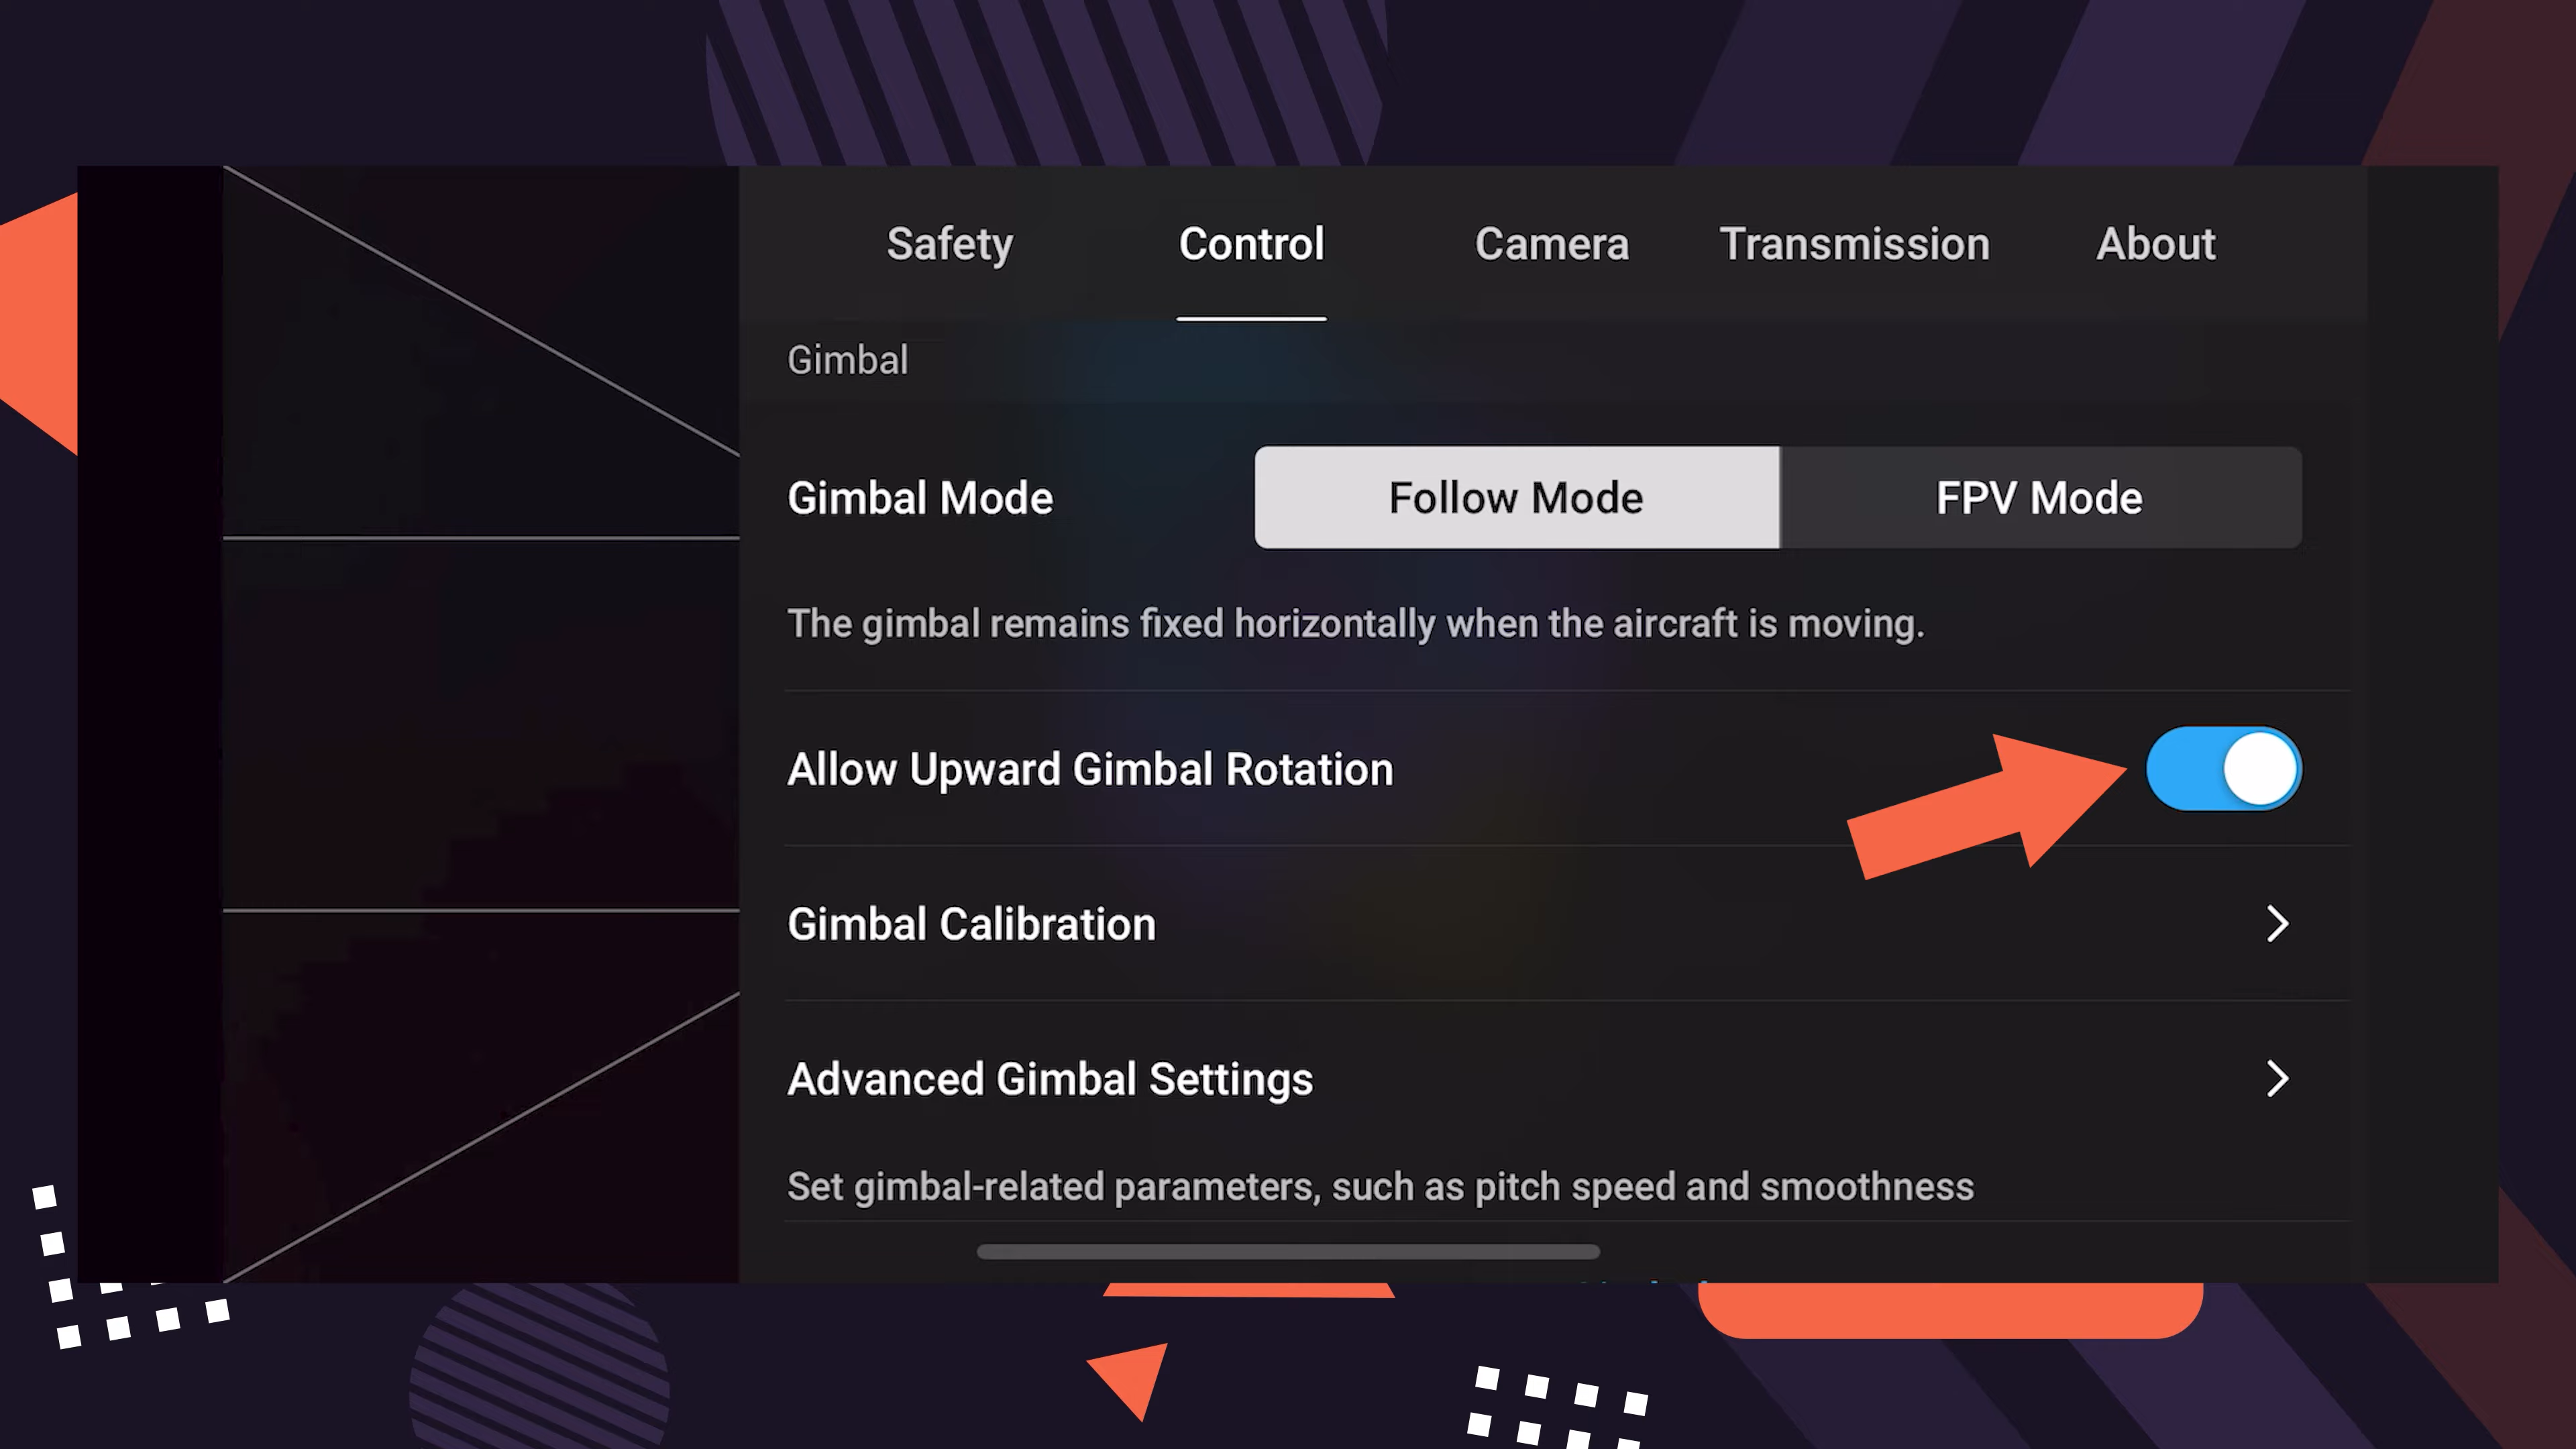 Safety Control Camera Transmission About
Gimbal
Gimbal Mode Follow Mode FPV Mode
The gimbal remains fixed horizontally when the aircraft is moving.
Allow Upward Gimbal Rotation
Gimbal Calibration
Advanced Gimbal Settings
Set gimbal-related parameters, such as pitch speed and smoothness